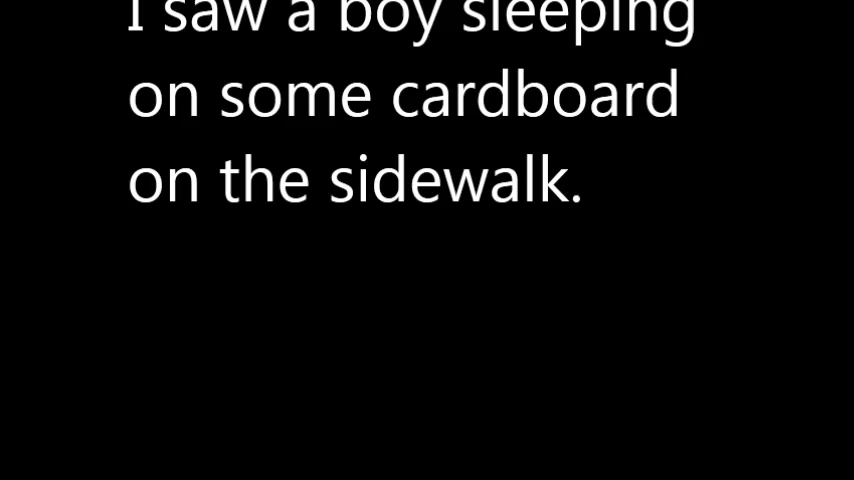 I saw a boy sleeping
on some cardboard
on the sidewalk.